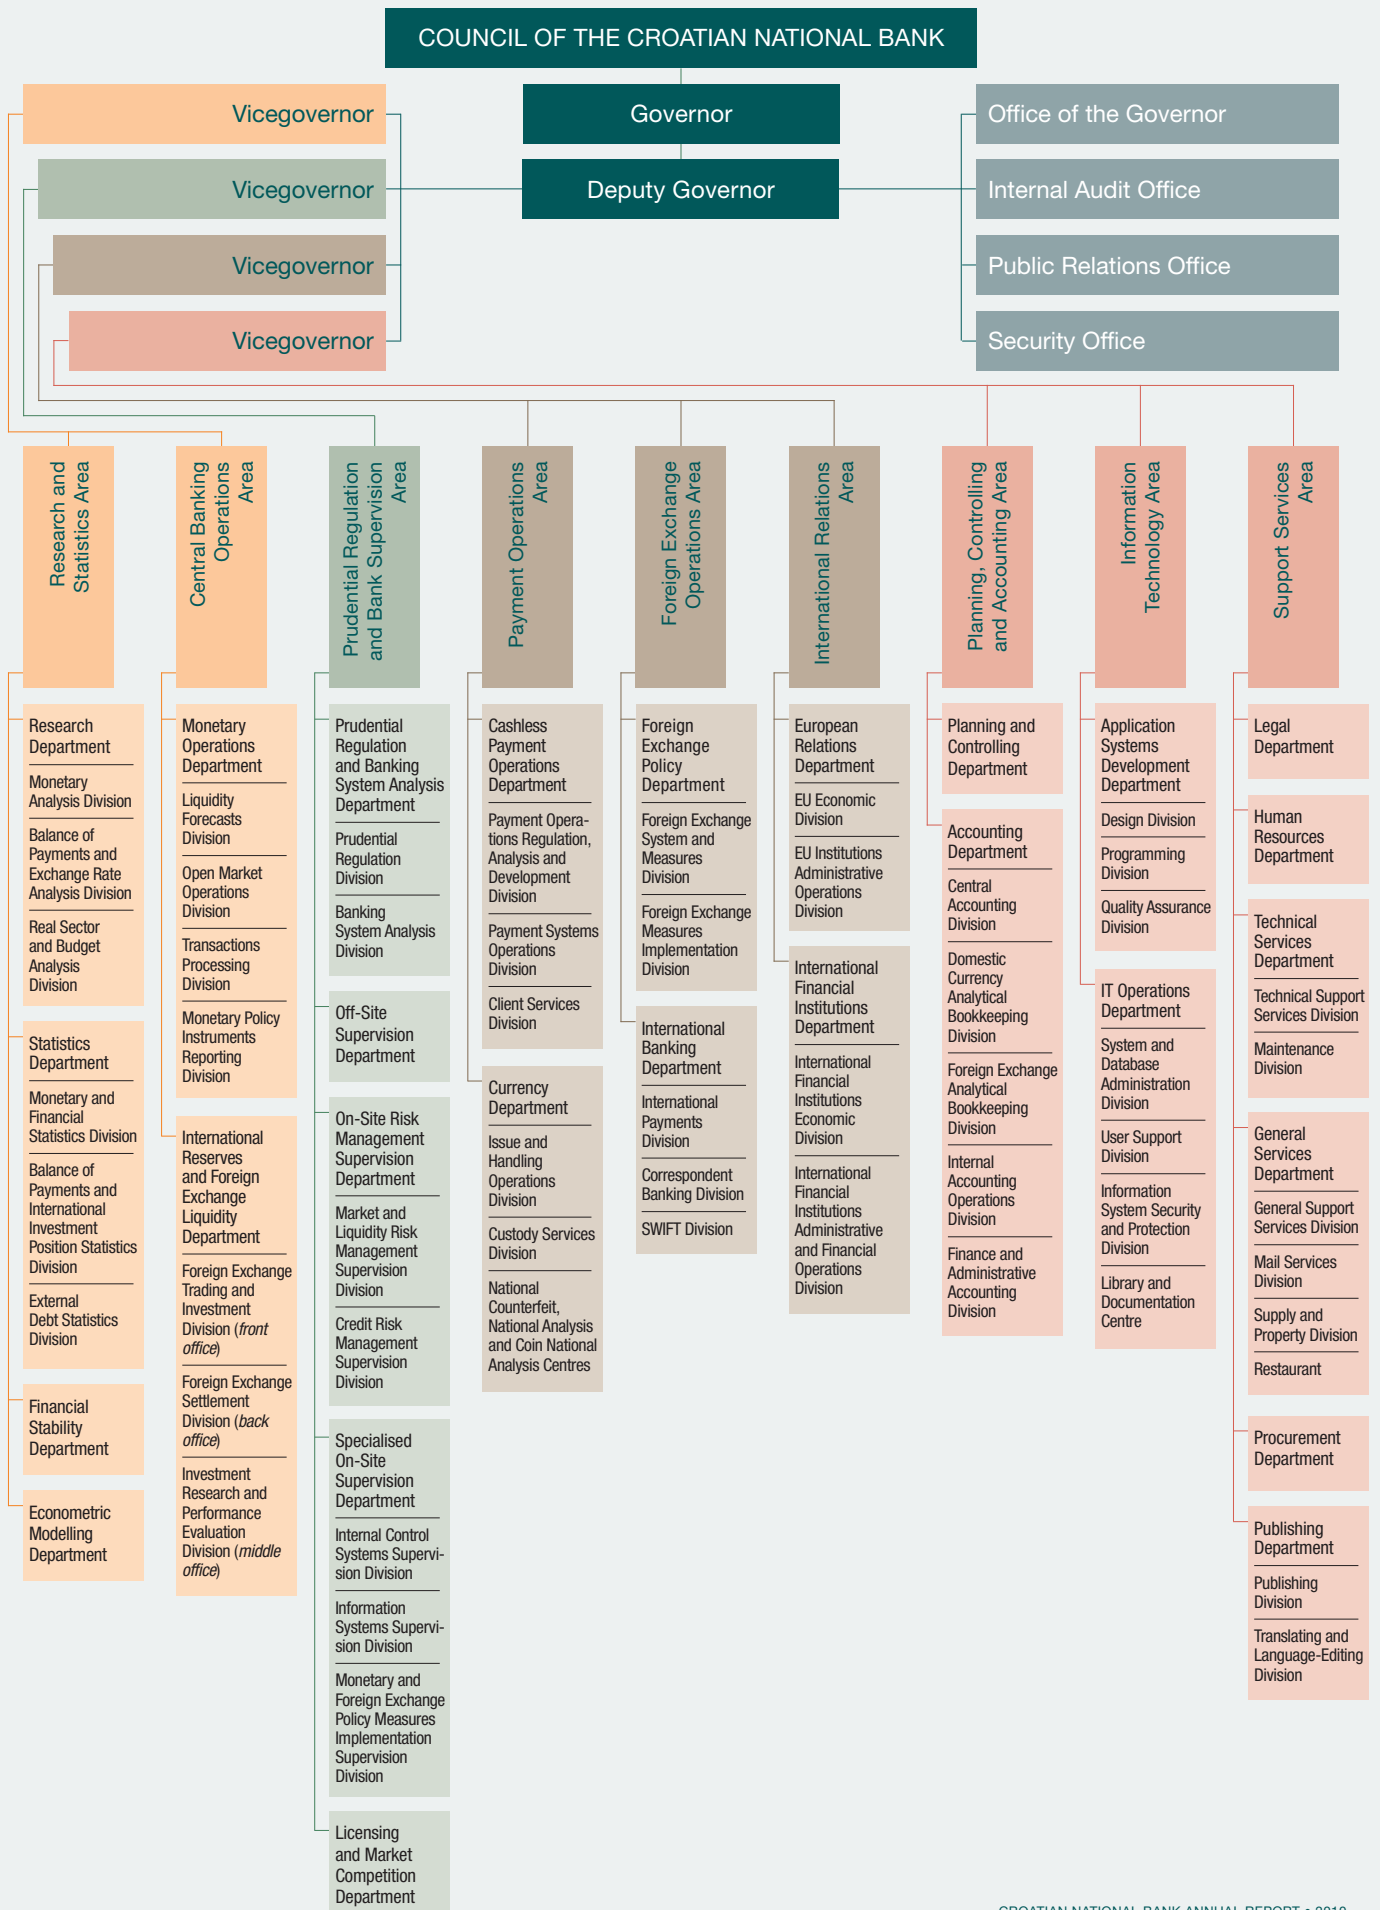 COUNCIL OF THE CROATIAN NATIONAL BANK
Vicegovernor
Governor
Office of the Governor
Vicegovernor
Deputy Governor
Internal Audit Office
Vicegovernor
Public Relations Office
Vicegovernor
Security Office
Research and
Statistics Area
Central Banking
Operations
Area
Prudential Regulation
and Bank Supervision
Area
Payment Operations
Area
Foreign Exchange
Operations Area
International Relations
Area
Planning, Controlling
and Accounting Area
Information
Technology Area
Support Services
Area
Research
Department
Monetary
Analysis Division
Balance of
Payments and
Exchange Rate
Analysis Division
Real Sector
and Budget
Analysis
Division
Statistics
Department
Monetary and
Financial
Statistics Division
Balance of
Payments and
International
Investment
Position Statistics
Division
External
Debt Statistics
Division
Financial
Stability
Department
Econometric
Modelling
Department
Monetary
Operations
Department
Liquidity
Forecasts
Division
Open Market
Operations
Division
Transactions
Processing
Division
Monetary Policy
Instruments
Reporting
Division
International
Reserves
and Foreign
Exchange
Liquidity
Department
Foreign Exchange
Trading and
Investment
Division (front
office)
Foreign Exchange
Settlement
Division (back
office)
Investment
Research and
Performance
Evaluation
Division (middle
office)
Prudential
Regulation
and Banking
System Analysis
Department
Prudential
Regulation
Division
Banking
System Analysis
Division
Off-Site
Supervision
Department
On-Site Risk
Management
Supervision
Department
Market and
Liquidity Risk
Management
Supervision
Division
Credit Risk
Management
Supervision
Division
Specialised
On-Site
Supervision
Department
Internal Control
Systems Supervi-
sion Division
Information
Systems Supervi-
sion Division
Monetary and
Foreign Exchange
Policy Measures
Implementation
Supervision
Division
Licensing
and Market
Competition
Department
Cashless
Payment
Operations
Department
Payment Opera-
tions Regulation,
Analysis and
Development
Division
Payment Systems
Operations
Division
Client Services
Division
Currency
Department
Issue and
Handling
Operations
Division
Custody Services
Division
National
Counterfeit,
National Analysis
and Coin National
Analysis Centres
Foreign
Exchange
Policy
Department
Foreign Exchange
System and
Measures
Division
Foreign Exchange
Measures
Implementation
Division
International
Banking
Department
International
Payments
Division
Correspondent
Banking Division
SWIFT Division
European
Relations
Department
EU Economic
Division
EU Institutions
Administrative
Operations
Division
International
Financial
Institutions
Department
International
Financial
Institutions
Economic
Division
International
Financial
Institutions
Administrative
and Financial
Operations
Division
Planning and
Controlling
Department
Accounting
Department
Central
Accounting
Division
Domestic
Currency
Analytical
Bookkeeping
Division
Foreign Exchange
Analytical
Bookkeeping
Division
Internal
Accounting
Operations
Division
Finance and
Administrative
Accounting
Division
Application
Systems
Development
Department
Design Division
Programming
Division
Quality Assurance
Division
IT Operations
Department
System and
Database
Administration
Division
User Support
Division
Information
System Security
and Protection
Division
Library and
Documentation
Centre
Legal
Department
Human
Resources
Department
Technical
Services
Department
Technical Support
Services Division
Maintenance
Division
General
Services
Department
General Support
Services Division
Mail Services
Division
Supply and
Property Division
Restaurant
Procurement
Department
Publishing
Department
Publishing
Division
Translating and
Language-Editing
Division
CROATIAN NATIONAL BANK ANNUAL REPORT •